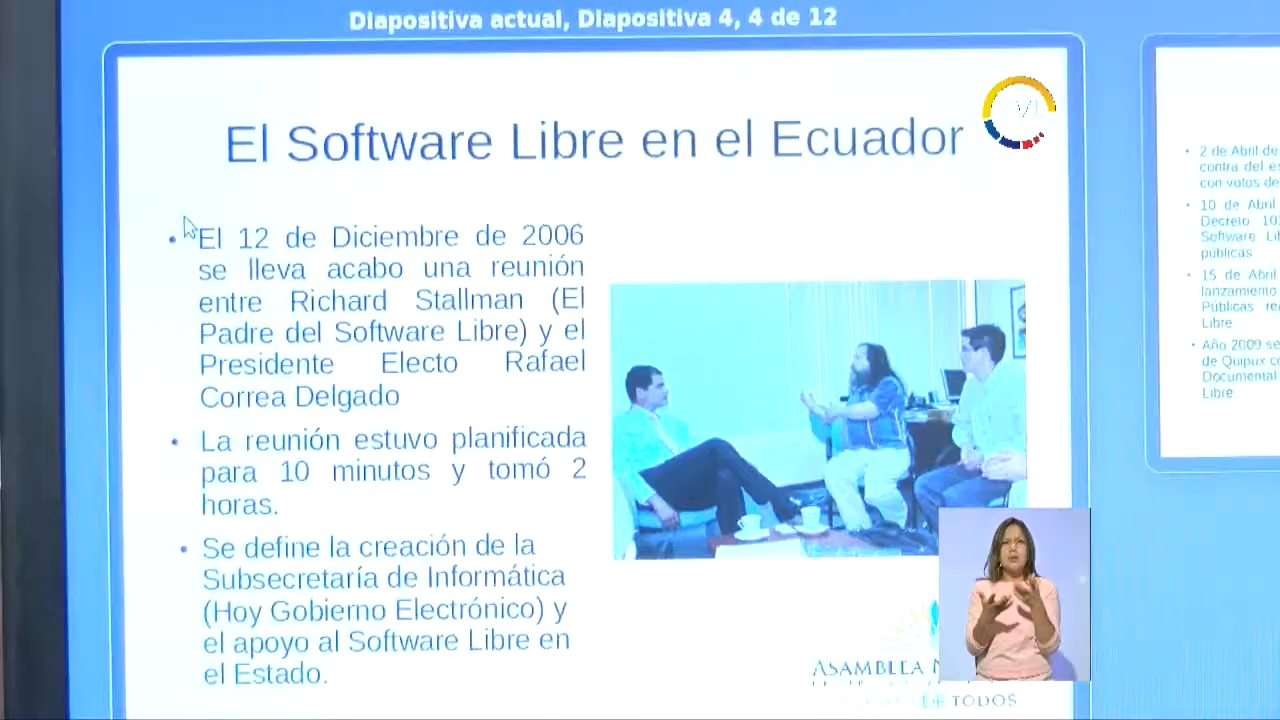 Diapositiva actual, Diapositiva 4, 4 de 12
El Software Libre en el Ecuador
• El 12 de Diciembre de 2006
se lleva acabo una reunión
entre Richard Stallman (El
Padre del Software Libre) y el
Presidente Electo Rafael
Correa Delgado
• La reunión estuvo planificada
para 10 minutos y tomó 2
horas.
• Se define la creación de la
Subsecretaría de Informática
(Hoy Gobierno Electrónico) y
el apoyo al Software Libre en
el Estado.
ASAMBLEA
DE TODOS
• 2 de Abril de
contra del
con votos de
• 10 de Abril
Decreto
Software
públicas
• 15 de Abril
lanzamiento
Públicas
Libre
• Año 2009 se
de Quipux
Documental
Libre